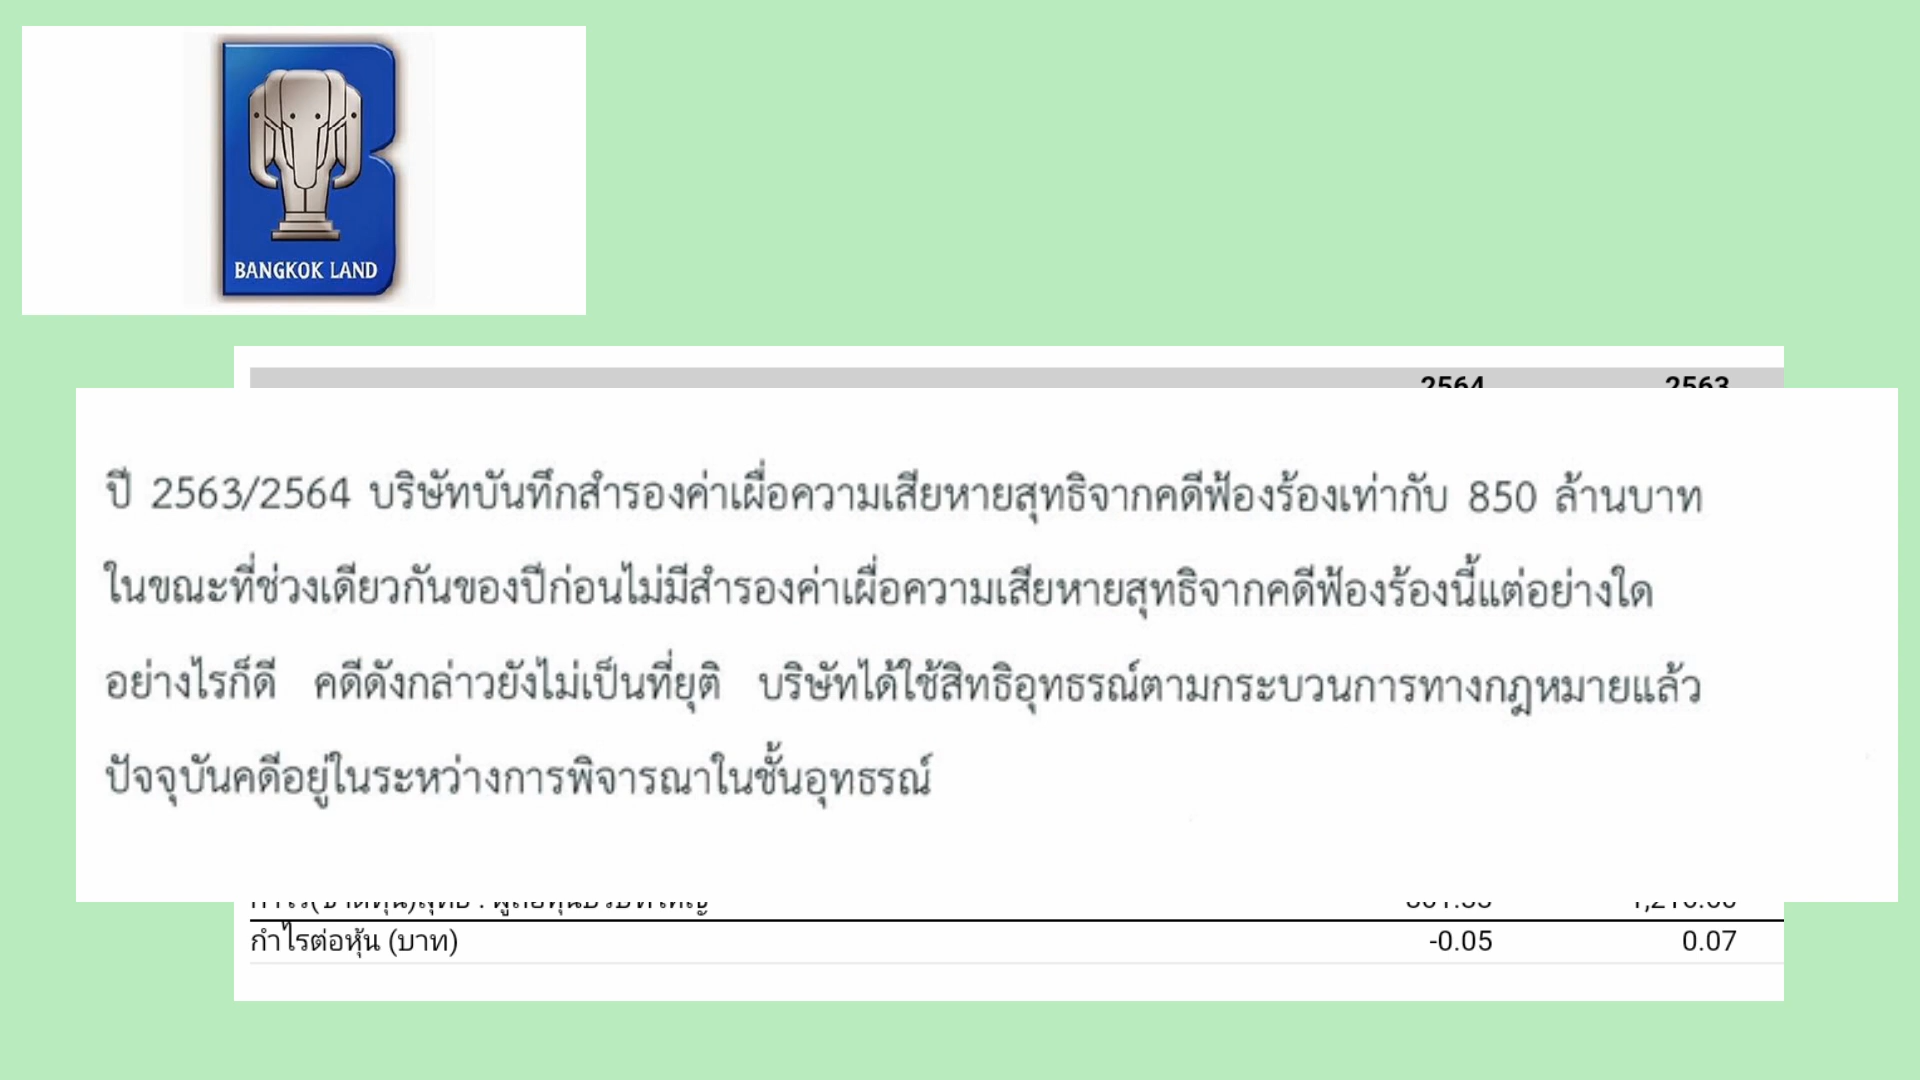 BANGKOK LAND
2564 2563
ปี 2563/2564 บริษัทบันทึกสำรองค่าเผื่อความเสียหายสุทธิจากคดีฟ้องร้องเท่ากับ 850 ล้านบาท
ในขณะที่ช่วงเดียวกันของปีก่อนไม่มีสำรองค่าเผื่อความเสียหายสุทธิจากคดีฟ้องร้องนี้แต่อย่างใด
อย่างไรก็ดี คดีดังกล่าวยังไม่เป็นที่ยุติ บริษัทได้ใช้สิทธิอุทธรณ์ตามกระบวนการทางกฎหมายแล้ว
ปัจจุบันคดีอยู่ในระหว่างการพิจารณาในชั้นอุทธรณ์
กำไรต่อหุ้น (บาท) -0.05 0.07